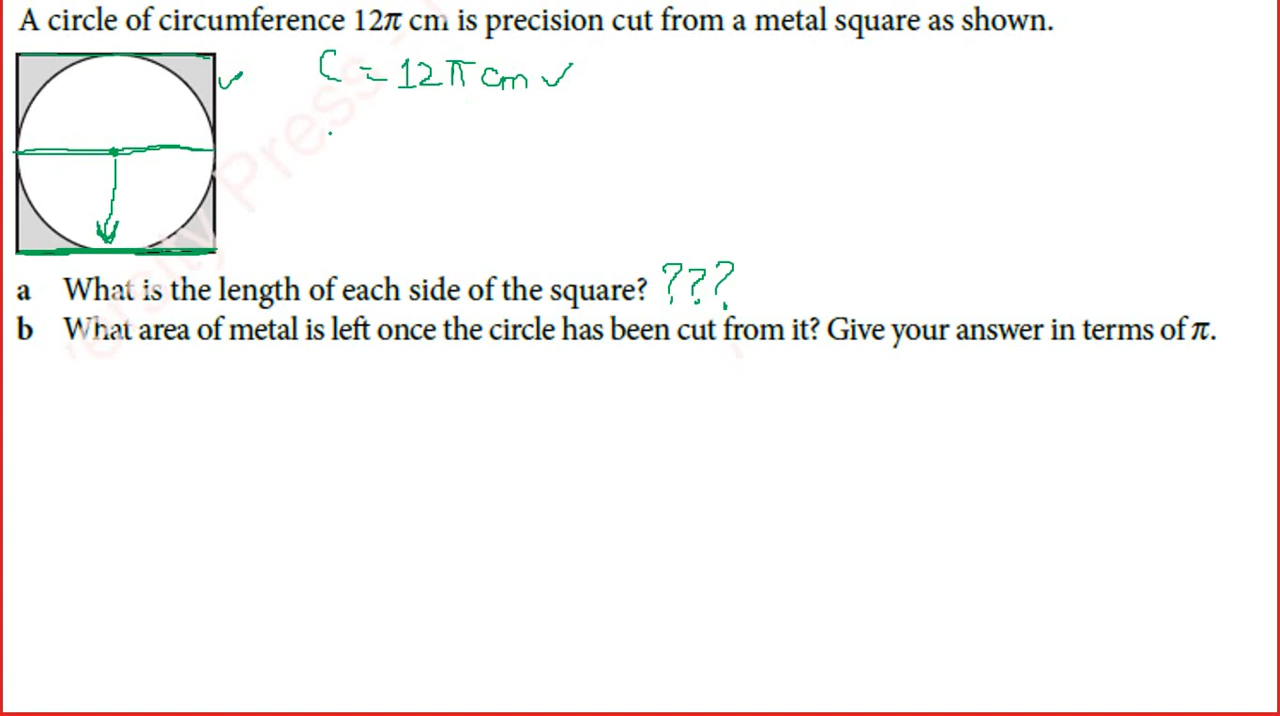 A circle of circumference 12π cm is precision cut from a metal square as shown.
C = 12π cm ✓
a What is the length of each side of the square? ???
b What area of metal is left once the circle has been cut from it? Give your answer in terms of π.